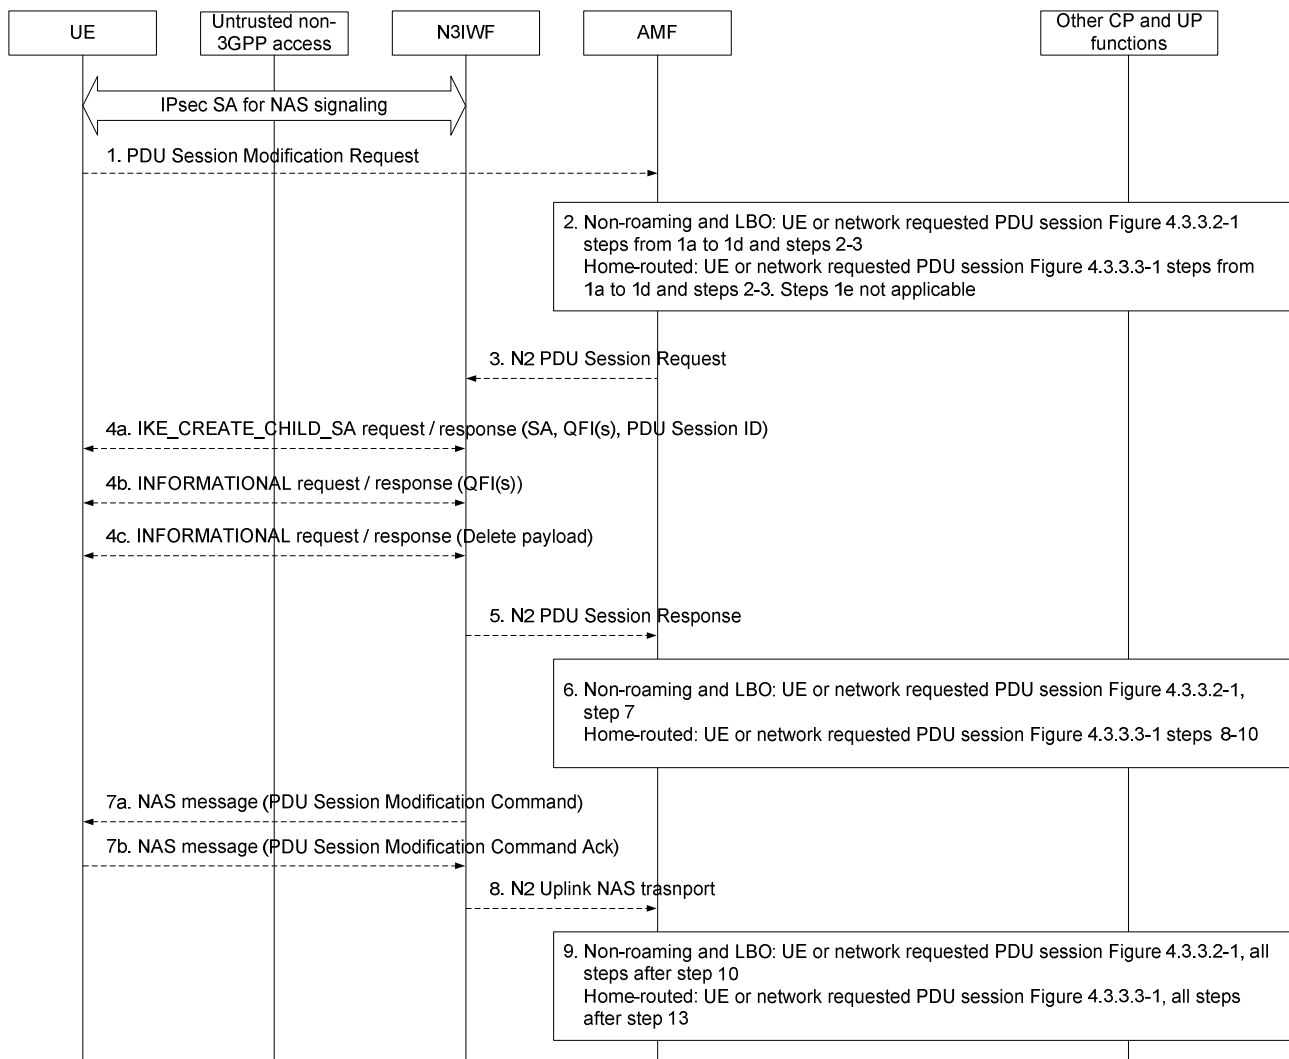 UE
Untrusted non-
3GPP access
N3IWF
AMF
Other CP and UP
functions
IPsec SA for NAS signaling
1. PDU Session Modification Request
2. Non-roaming and LBO: UE or network requested PDU session Figure 4.3.3.2-1
steps from 1a to 1d and steps 2-3
Home-routed: UE or network requested PDU session Figure 4.3.3.3-1 steps from
1a to 1d and steps 2-3. Steps 1e not applicable
3. N2 PDU Session Request
4a. IKE_CREATE_CHILD_SA request / response (SA, QFI(s), PDU Session ID)
4b. INFORMATIONAL request / response (QFI(s))
4c. INFORMATIONAL request / response (Delete payload)
5. N2 PDU Session Response
6. Non-roaming and LBO: UE or network requested PDU session Figure 4.3.3.2-1,
step 7
Home-routed: UE or network requested PDU session Figure 4.3.3.3-1 steps 8-10
7a. NAS message (PDU Session Modification Command)
7b. NAS message (PDU Session Modification Command Ack)
8. N2 Uplink NAS trasnport
9. Non-roaming and LBO: UE or network requested PDU session Figure 4.3.3.2-1, all
steps after step 10
Home-routed: UE or network requested PDU session Figure 4.3.3.3-1, all steps
after step 13